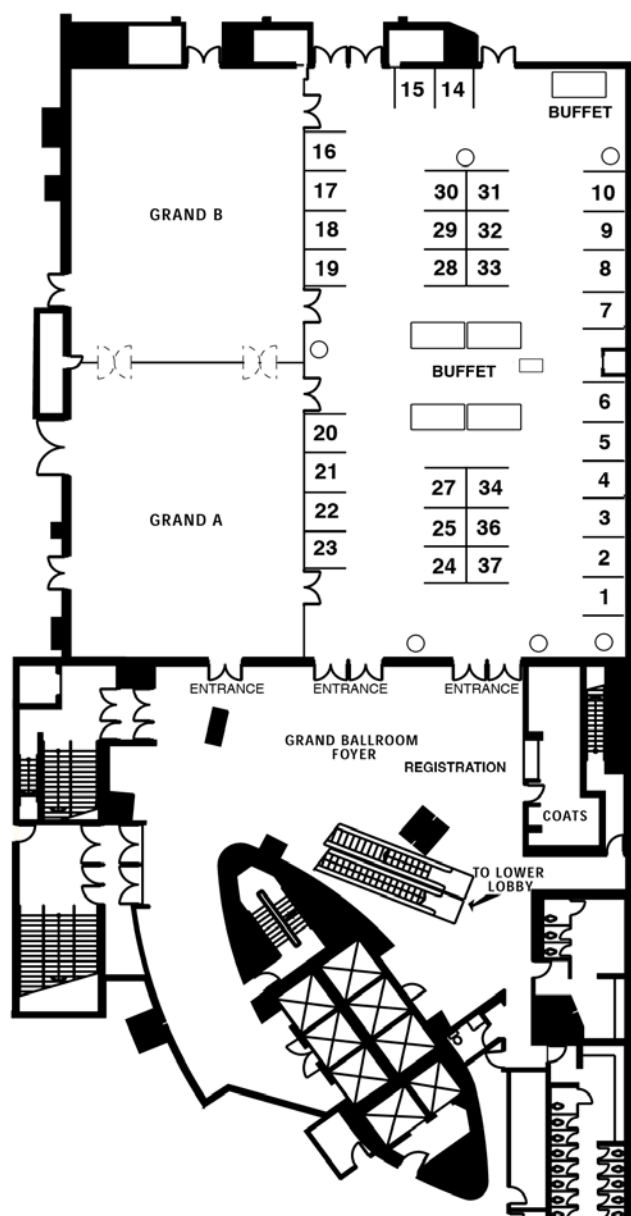 15 14
BUFFET
16
17
18
19
30 31
29 32
28 33
10
9
8
7
GRAND B
BUFFET
6
5
4
3
2
1
20
21
22
23
27 34
25 36
24 37
GRAND A
ENTRANCE ENTRANCE ENTRANCE
GRAND BALLROOM
FOYER
REGISTRATION
COATS
TO LOWER
LOBBY